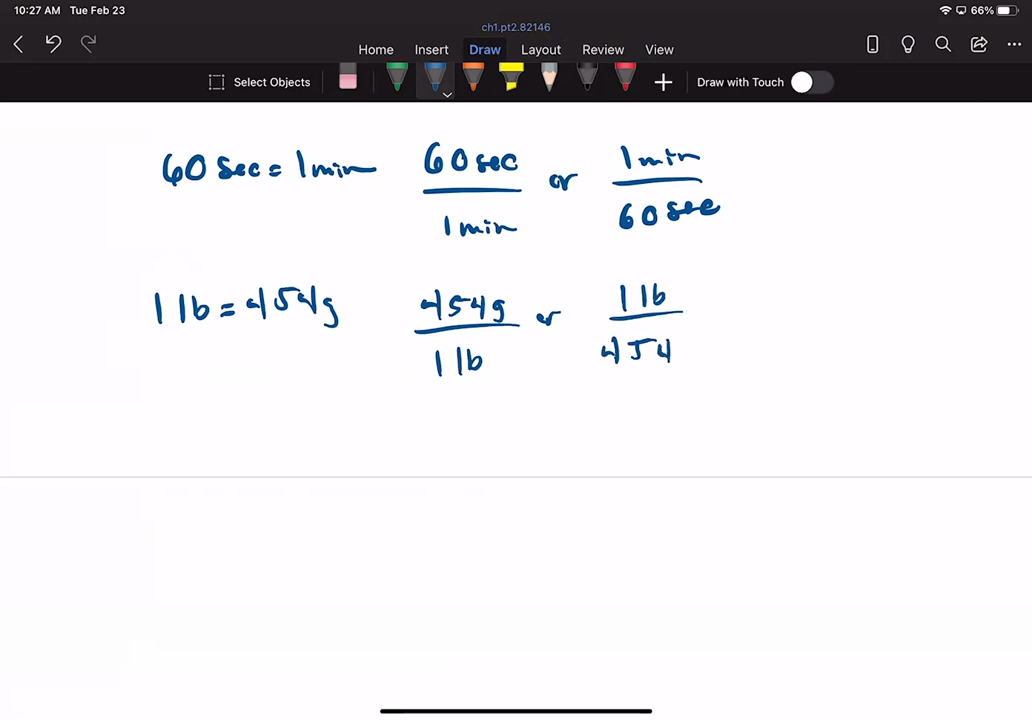 10:27 AM Tue Feb 23
66%
ch1.pt2.82146
Home Insert Draw Layout Review View
Select Objects
Draw with Touch
60 sec = 1 min 60 sec or 1 min
1 min 60 sec
1 lb = 454g 454g or 1 lb
1 lb 454